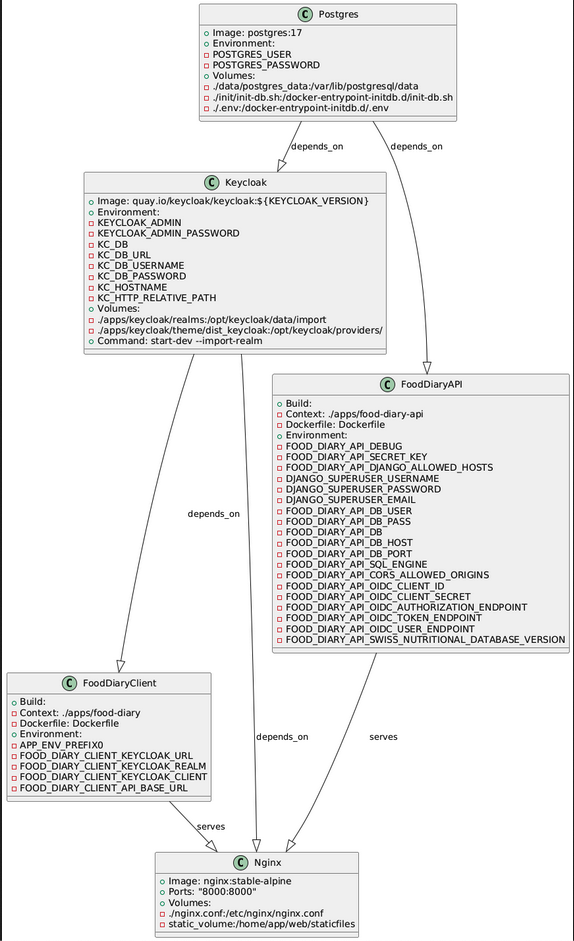 C Postgres
Image: postgres:17
Environment:
POSTGRES_USER
POSTGRES_PASSWORD
Volumes:
./data/postgres_data:/var/lib/postgresql/data
./init/init-db.sh:/docker-entrypoint-initdb.d/init-db.sh
./.env:/docker-entrypoint-initdb.d/.env
depends_on
depends_on
C Keycloak
Image: quay.io/keycloak/keycloak:${KEYCLOAK_VERSION}
Environment:
KEYCLOAK_ADMIN
KEYCLOAK_ADMIN_PASSWORD
KC_DB
KC_DB_URL
KC_DB_USERNAME
KC_DB_PASSWORD
KC_HOSTNAME
KC_HTTP_RELATIVE_PATH
Volumes:
./apps/keycloak/realms:/opt/keycloak/data/import
./apps/keycloak/theme/dist_keycloak:/opt/keycloak/providers/
Command: start-dev --import-realm
C FoodDiaryAPI
Build:
Context: ./apps/food-diary-api
Dockerfile: Dockerfile
Environment:
FOOD_DIARY_API_DEBUG
FOOD_DIARY_API_SECRET_KEY
FOOD_DIARY_API_DJANGO_ALLOWED_HOSTS
DJANGO_SUPERUSER_USERNAME
DJANGO_SUPERUSER_PASSWORD
DJANGO_SUPERUSER_EMAIL
FOOD_DIARY_API_DB_USER
FOOD_DIARY_API_DB_PASS
FOOD_DIARY_API_DB
FOOD_DIARY_API_DB_HOST
FOOD_DIARY_API_DB_PORT
FOOD_DIARY_API_SQL_ENGINE
FOOD_DIARY_API_CORS_ALLOWED_ORIGINS
FOOD_DIARY_API_OIDC_CLIENT_ID
FOOD_DIARY_API_OIDC_CLIENT_SECRET
FOOD_DIARY_API_OIDC_AUTHORIZATION_ENDPOINT
FOOD_DIARY_API_OIDC_TOKEN_ENDPOINT
FOOD_DIARY_API_OIDC_USER_ENDPOINT
FOOD_DIARY_API_SWISS_NUTRITIONAL_DATABASE_VERSION
depends_on
C FoodDiaryClient
Build:
Context: ./apps/food-diary
Dockerfile: Dockerfile
Environment:
APP_ENV_PREFIX0
FOOD_DIARY_CLIENT_KEYCLOAK_URL
FOOD_DIARY_CLIENT_KEYCLOAK_REALM
FOOD_DIARY_CLIENT_KEYCLOAK_CLIENT
FOOD_DIARY_CLIENT_API_BASE_URL
depends_on
serves
serves
C Nginx
Image: nginx:stable-alpine
Ports: "8000:8000"
Volumes:
./nginx.conf:/etc/nginx/nginx.conf
static_volume:/home/app/web/staticfiles